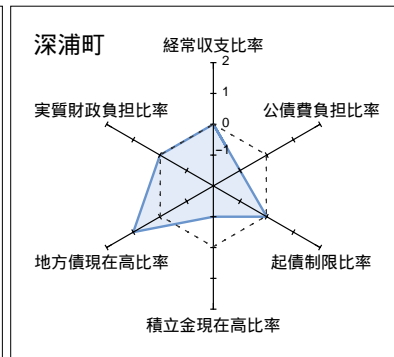 深浦町
経常収支比率
2
1
0
−1
実質財政負担比率
公債費負担比率
地方債現在高比率
起債制限比率
積立金現在高比率